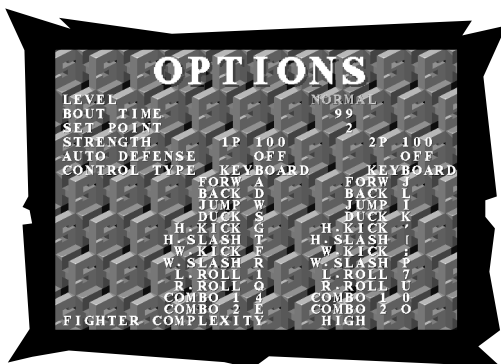 OPTIONS
LEVEL NORMAL
BOUT TIME 99
SET POINT 2
STRENGTH 1P 100 2P 100
AUTO DEFENSE OFF OFF
CONTROL TYPE KEYBOARD KEYBOARD
FORW A FORW J
BACK D BACK L
JUMP W JUMP I
DUCK S DUCK K
H.KICK G H.KICK '
H.SLASH T H.SLASH [
W.KICK F W.KICK ;
W.SLASH R W.SLASH P
L.ROLL 1 L.ROLL 7
R.ROLL Q R.ROLL U
COMBO 1 4 COMBO 1 0
COMBO 2 E COMBO 2 O
FIGHTER COMPLEXITY HIGH